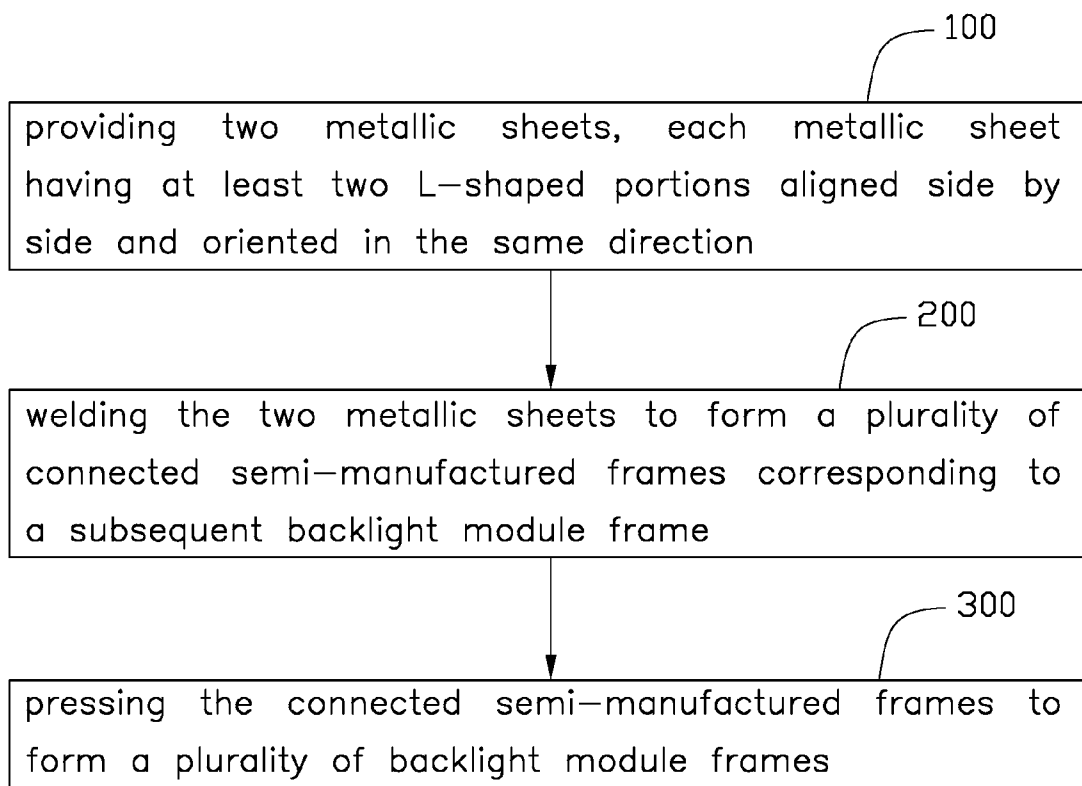 100
providing two metallic sheets, each metallic sheet
having at least two L-shaped portions aligned side by
side and oriented in the same direction
200
welding the two metallic sheets to form a plurality of
connected semi-manufactured frames corresponding to
a subsequent backlight module frame
300
pressing the connected semi-manufactured frames to
form a plurality of backlight module frames